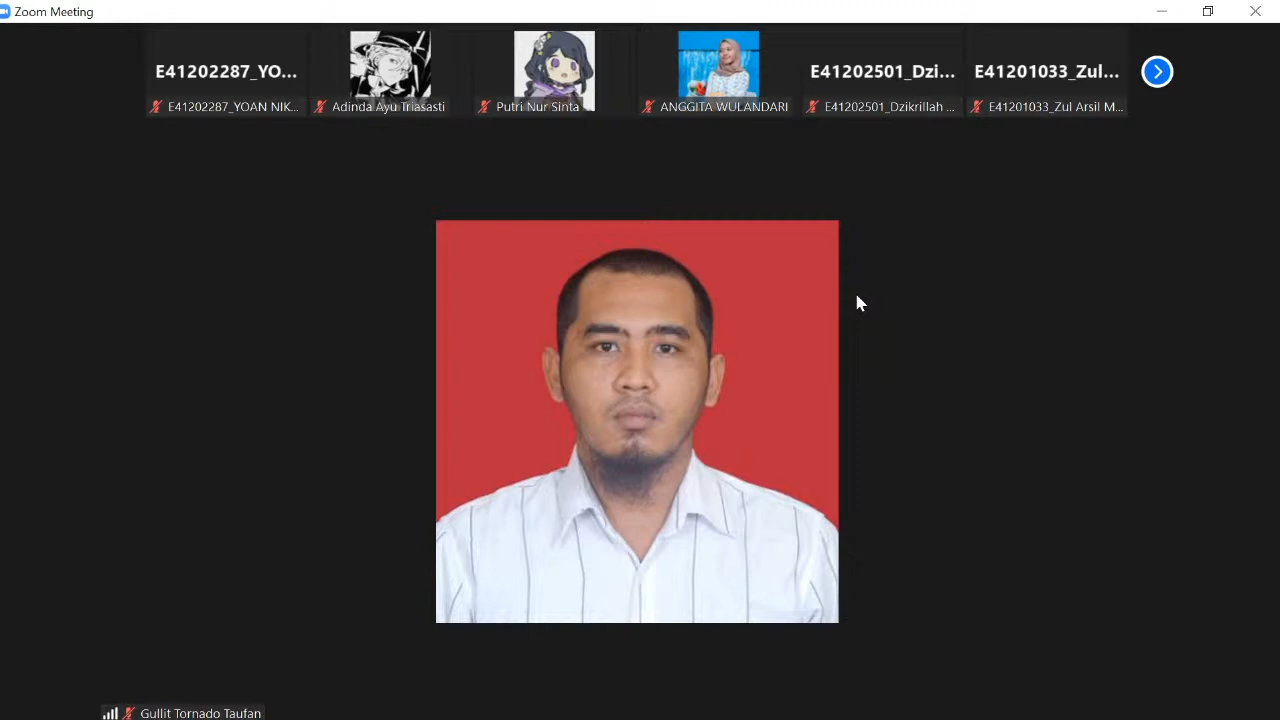 Zoom Meeting
E41202287_YO...
E41202501_Dzi...
E41201033_Zul...
E41202287_YOAN NIK...
Adinda Ayu Triasasti
Putri Nur Sinta
ANGGITA WULANDARI
E41202501_Dzikrillah ...
E41201033_Zul Arsil M...
Gullit Tornado Taufan